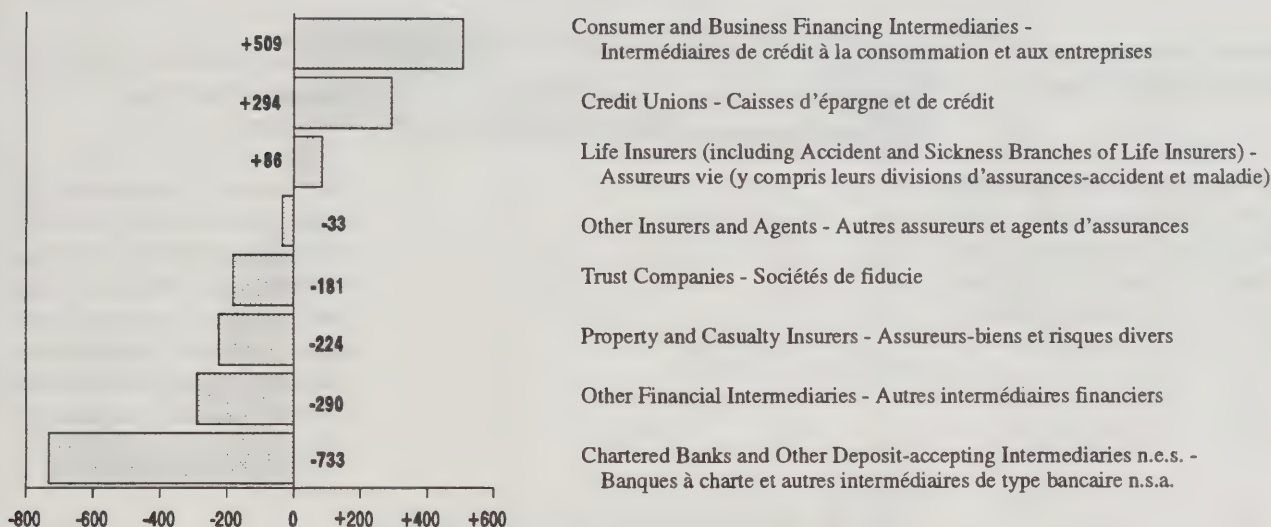 +509 Consumer and Business Financing Intermediaries -
Intermédiaires de crédit à la consommation et aux entreprises
+294 Credit Unions - Caisses d'épargne et de crédit
+86 Life Insurers (including Accident and Sickness Branches of Life Insurers) -
Assureurs vie (y compris leurs divisions d'assurances-accident et maladie)
-33 Other Insurers and Agents - Autres assureurs et agents d'assurances
-181 Trust Companies - Sociétés de fiducie
-224 Property and Casualty Insurers - Assureurs-biens et risques divers
-290 Other Financial Intermediaries - Autres intermédiaires financiers
-733 Chartered Banks and Other Deposit-accepting Intermediaries n.e.s. -
Banques à charte et autres intermédiaires de type bancaire n.s.a.
-800 -600 -400 -200 0 +200 +400 +600